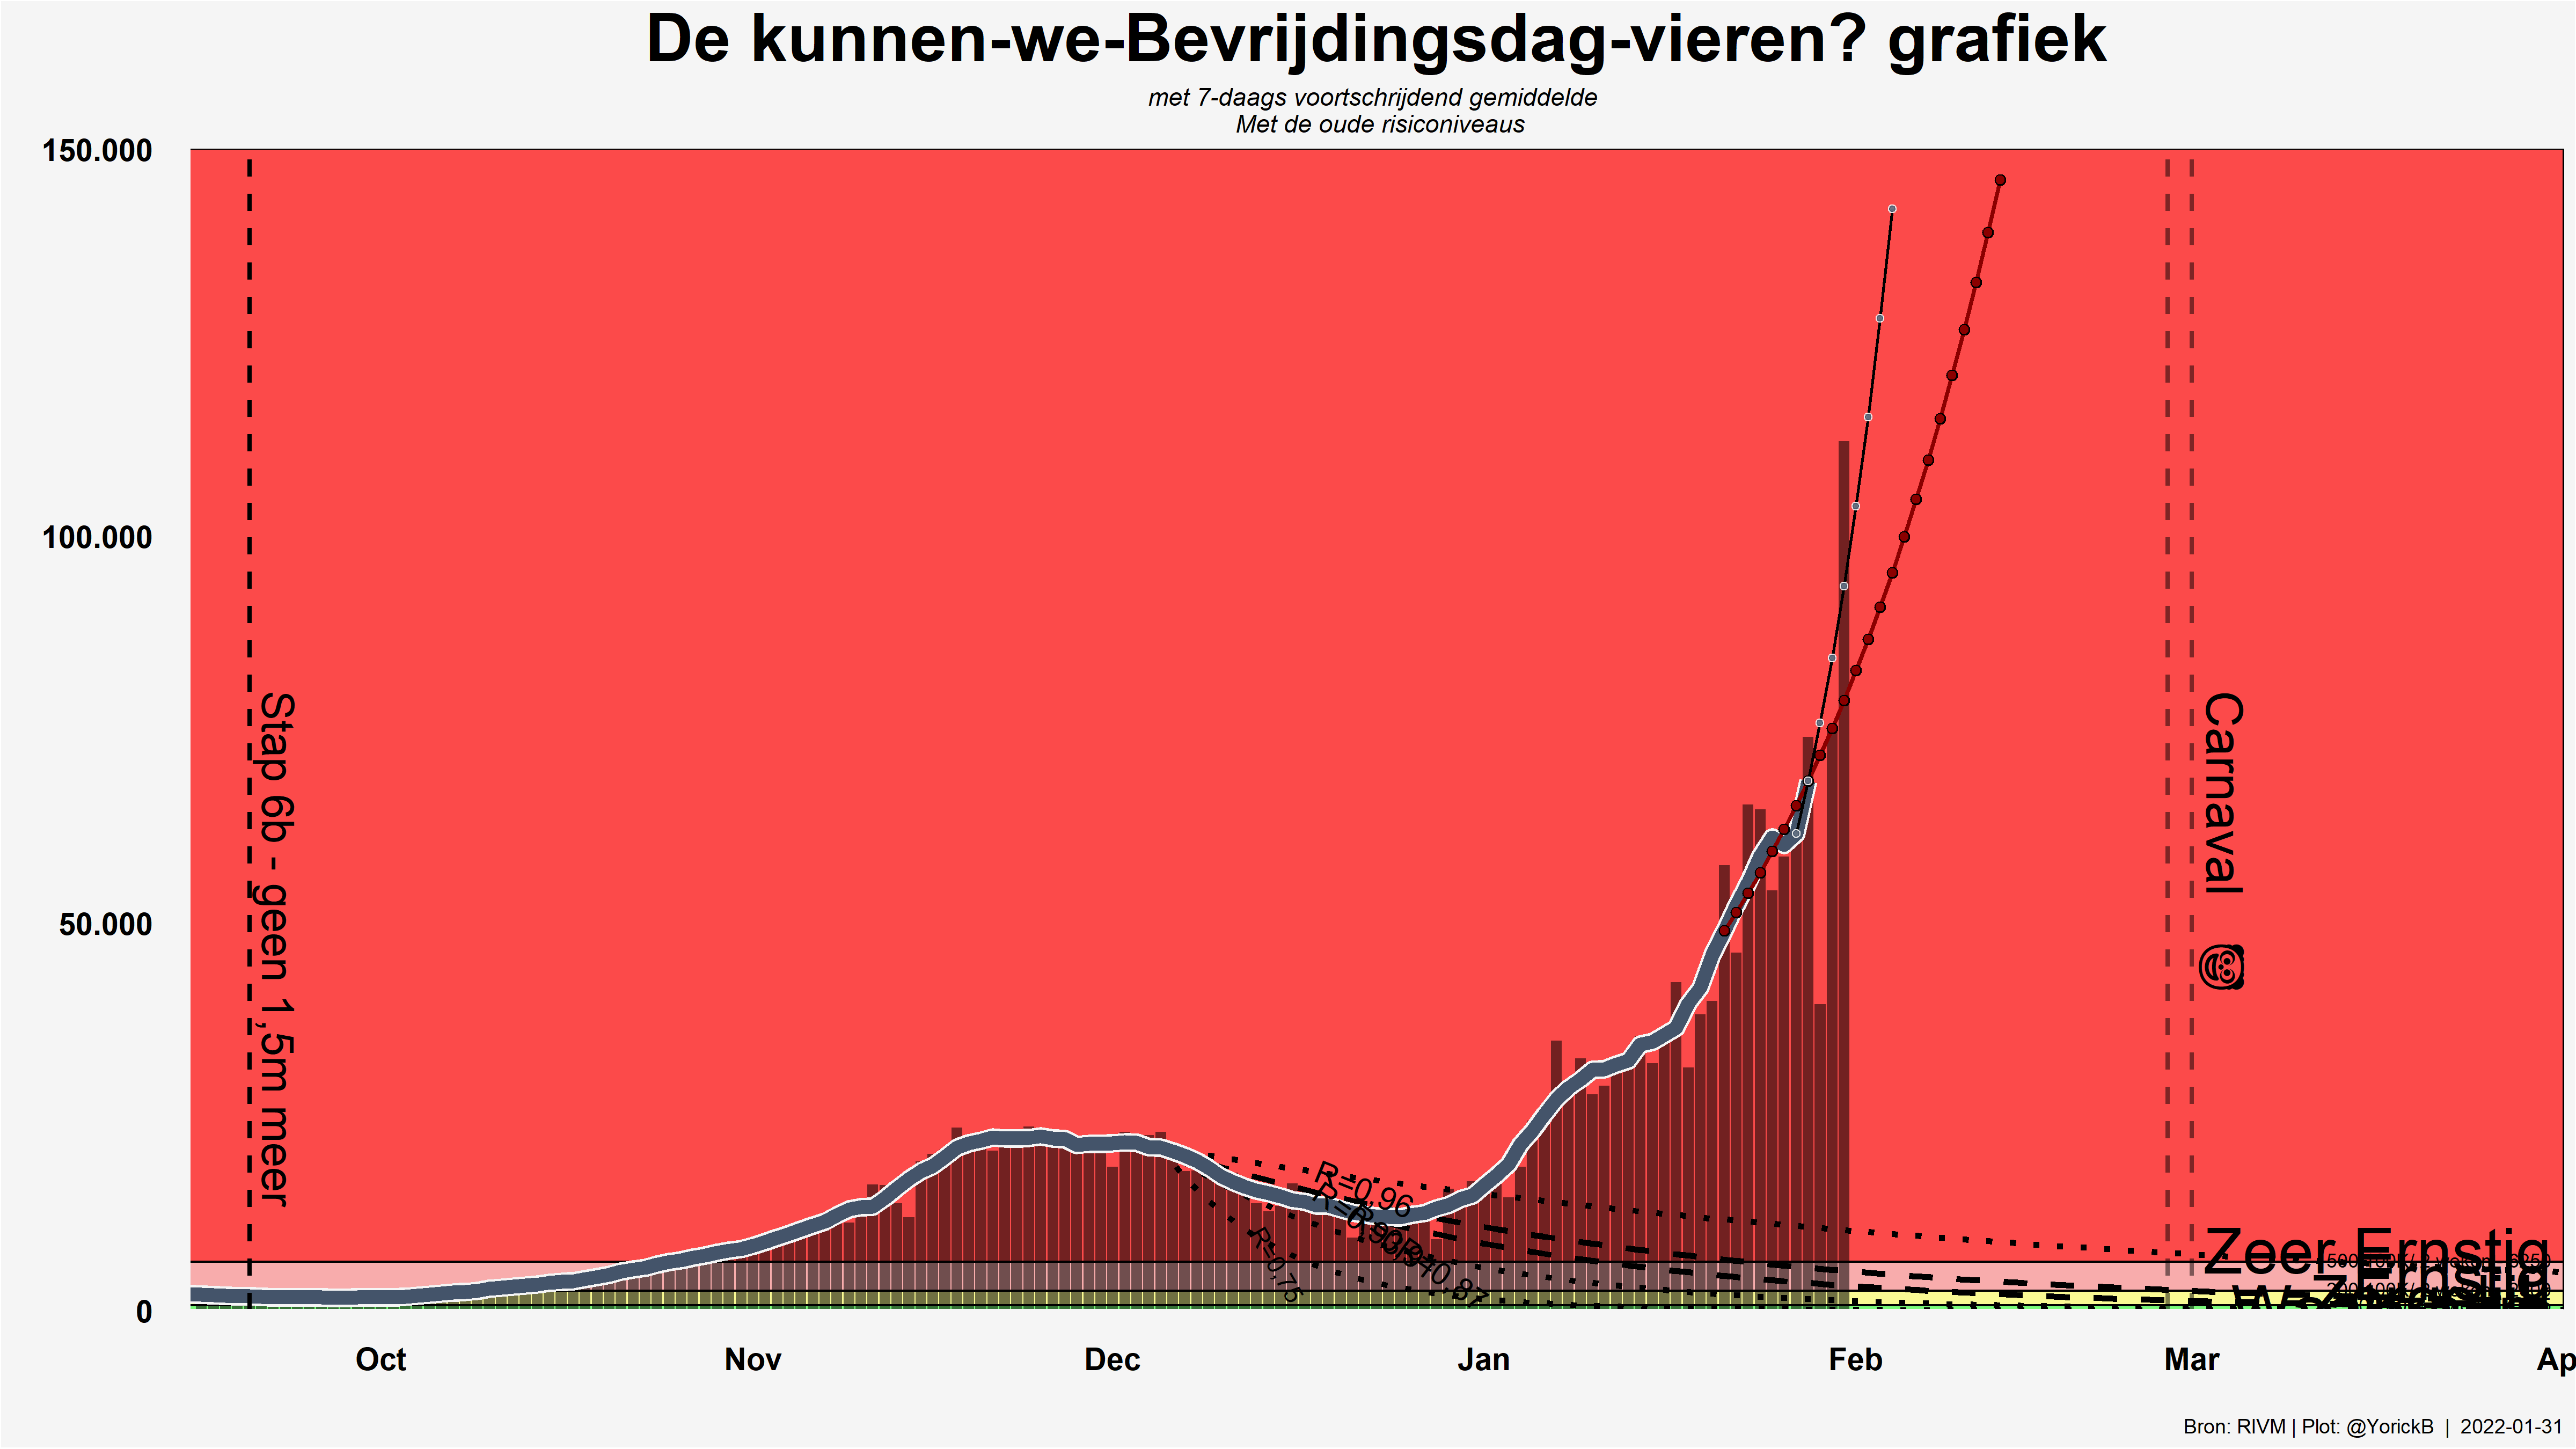 De kunnen-we-Bevrijdingsdag-vieren? grafiek
met 7-daags voortschrijdend gemiddelde
Met de oude risiconiveaus
150.000
100.000
50.000
0
Stap 6b - geen 1,5m meer
Carnaval
R=0,96
R=0,75
Zeer Ernstig
Ernstig
Oct
Nov
Dec
Jan
Feb
Mar
Ap
Bron: RIVM | Plot: @YorickB | 2022-01-31